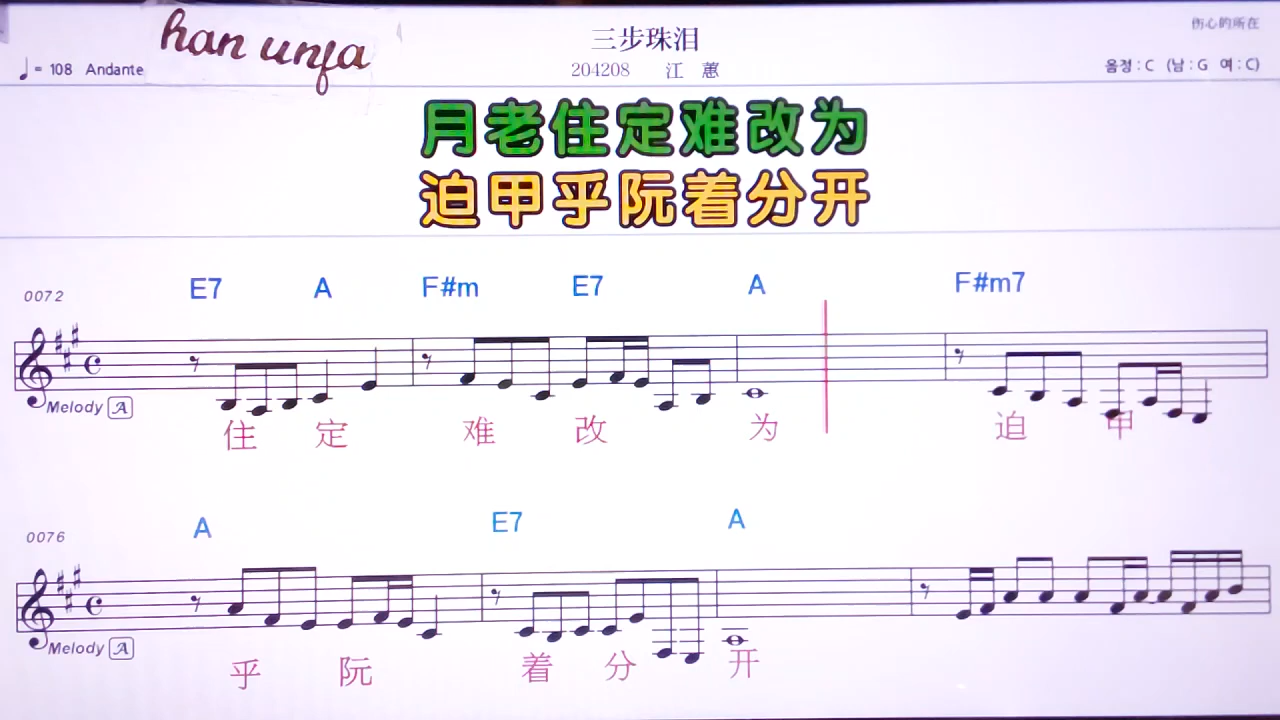 han unfa
三步珠泪
伤心的所在
♩= 108 Andante
204208 江 蕙
음정 : C (남 : G 여 : C)
月老住定难改为
迫甲乎阮着分开
0072
E7 A F#m E7 A F#m7
Melody A
住 定 难 改 为 迫 甲
0076
A E7 A
Melody A
乎 阮 着 分 开